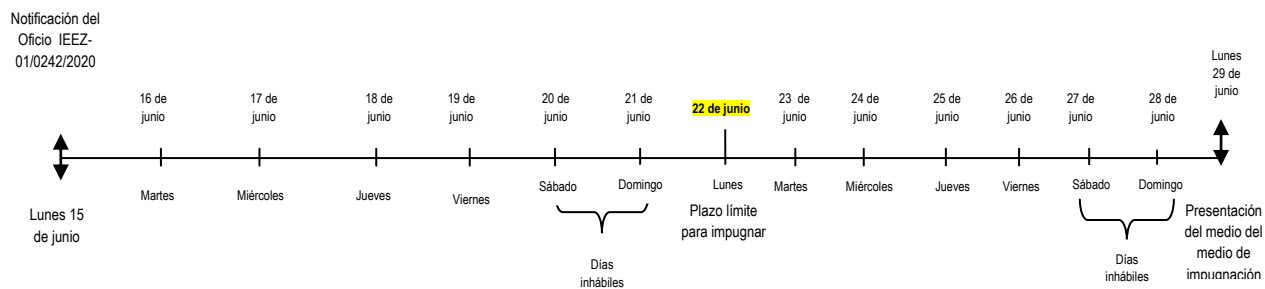 Notificación del
Oficio IEEZ-
01/0242/2020
Lunes
29 de
junio
16 de
junio
17 de
junio
18 de
junio
19 de
junio
20 de
junio
21 de
junio
22 de junio
23 de
junio
24 de
junio
25 de
junio
26 de
junio
27 de
junio
28 de
junio
Martes
Miércoles
Jueves
Viernes
Sábado
Domingo
Lunes
Martes
Miércoles
Jueves
Viernes
Sábado
Domingo
Lunes 15
de junio
Plazo límite
para impugnar
Presentación
del medio del
medio de
impugnación
Días
inhábiles
Días
inhábiles